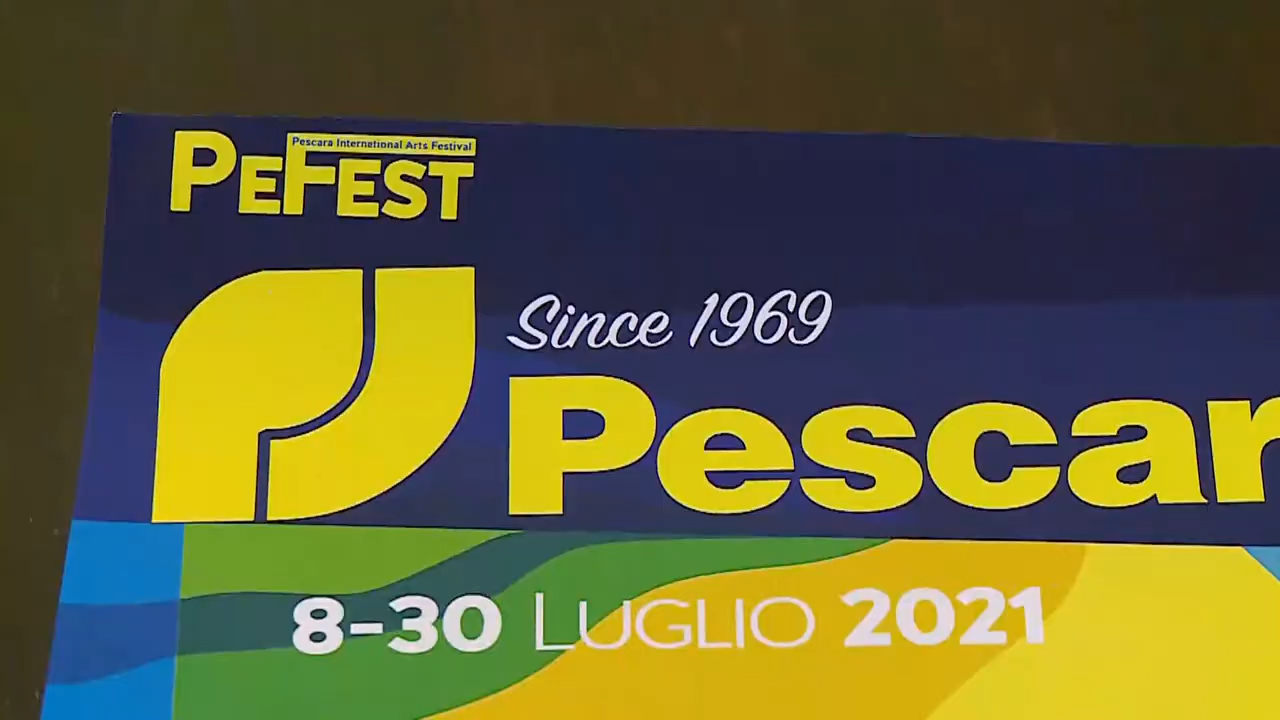 Pescara International Arts Festival
PEFEST
Since 1969
Pescar
8-30 LUGLIO 2021